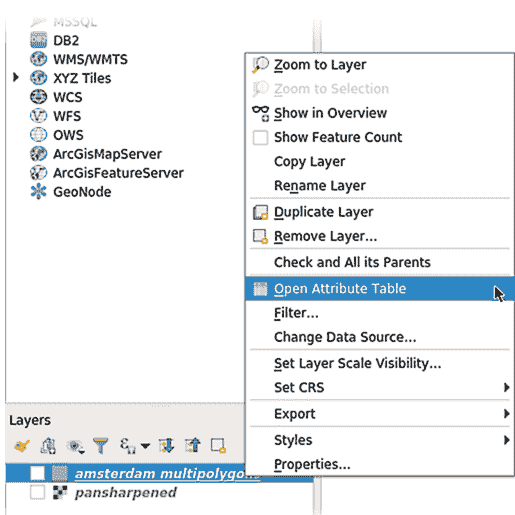 MSSQL
DB2
WMS/WMTS
XYZ Tiles
WCS
WFS
OWS
ArcGisMapServer
ArcGisFeatureServer
GeoNode
Zoom to Layer
Zoom to Selection
Show in Overview
Show Feature Count
Copy Layer
Rename Layer
Duplicate Layer
Remove Layer...
Check and All its Parents
Open Attribute Table
Filter...
Change Data Source...
Set Layer Scale Visibility...
Set CRS
Export
Styles
Properties...
Layers
amsterdam multipolygons
pansharpened